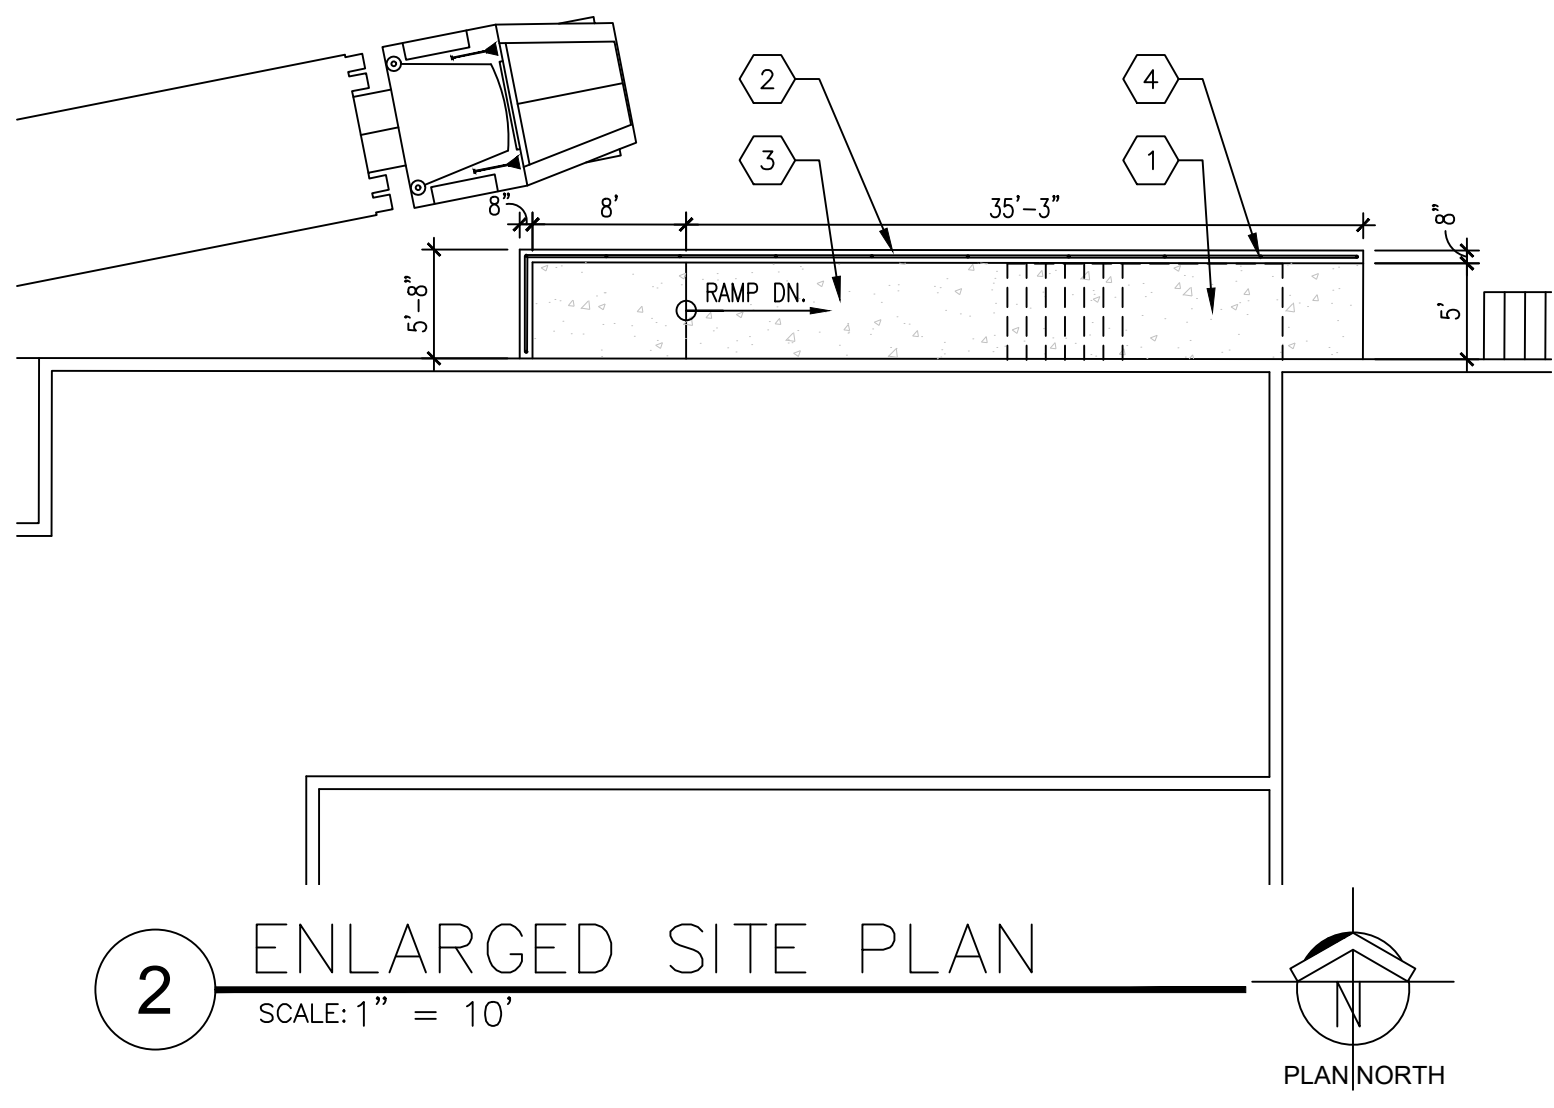 2
4
3
1
8"
8'
35'-3"
8"
5'-8"
RAMP DN.
5'
2
ENLARGED SITE PLAN
SCALE: 1" = 10'
N
PLAN NORTH